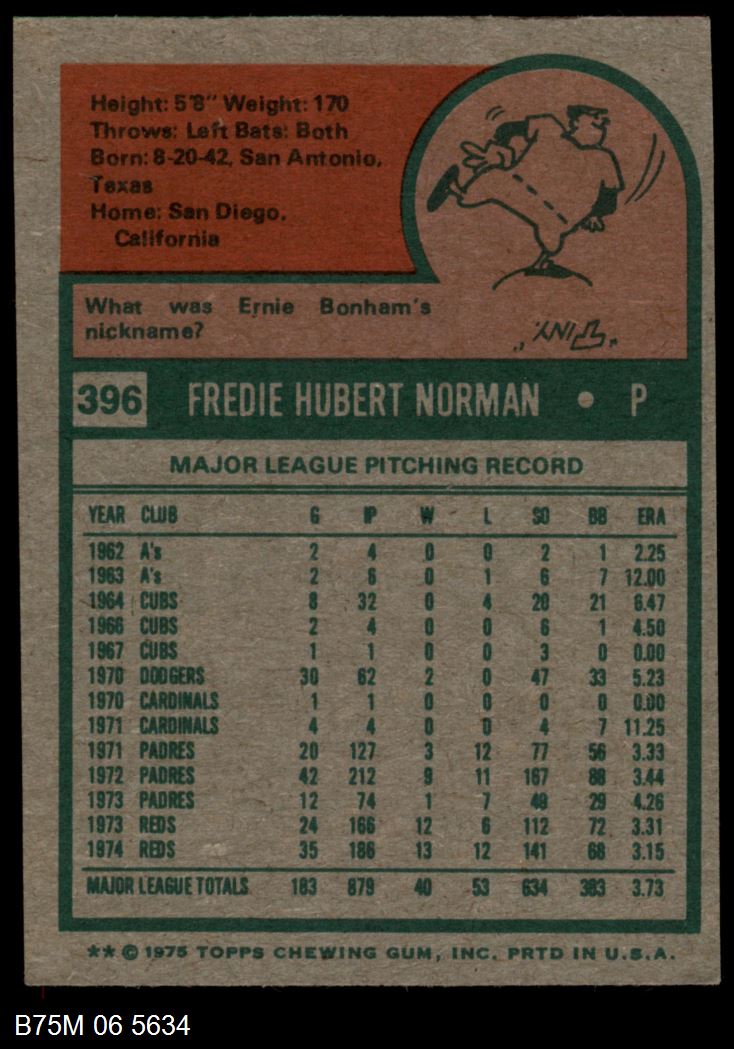 Height: 5'8" Weight: 170
Throws: Left Bats: Both
Born: 8-20-42, San Antonio,
Texas
Home: San Diego,
California
What was Ernie Bonham's
nickname?
"TINY."
396 FREDIE HUBERT NORMAN • P
MAJOR LEAGUE PITCHING RECORD
YEAR CLUB G IP W L SO BB ERA
1962 A's 2 4 0 0 2 1 2.25
1963 A's 2 6 0 1 6 7 12.00
1964 CUBS 8 32 0 4 20 21 6.47
1966 CUBS 2 4 0 0 6 1 4.50
1967 CUBS 1 1 0 0 3 0 0.00
1970 DODGERS 30 62 2 0 47 33 5.23
1970 CARDINALS 1 1 0 0 0 0 0.00
1971 CARDINALS 4 4 0 0 4 7 11.25
1971 PADRES 20 127 3 12 77 56 3.33
1972 PADRES 42 212 9 11 167 88 3.44
1973 PADRES 12 74 1 7 49 29 4.26
1973 REDS 24 166 12 6 112 72 3.31
1974 REDS 35 186 13 12 141 68 3.15
MAJOR LEAGUE TOTALS 183 879 40 53 634 383 3.73
** © 1975 TOPPS CHEWING GUM, INC. PRTD IN U.S.A.
B75M 06 5634